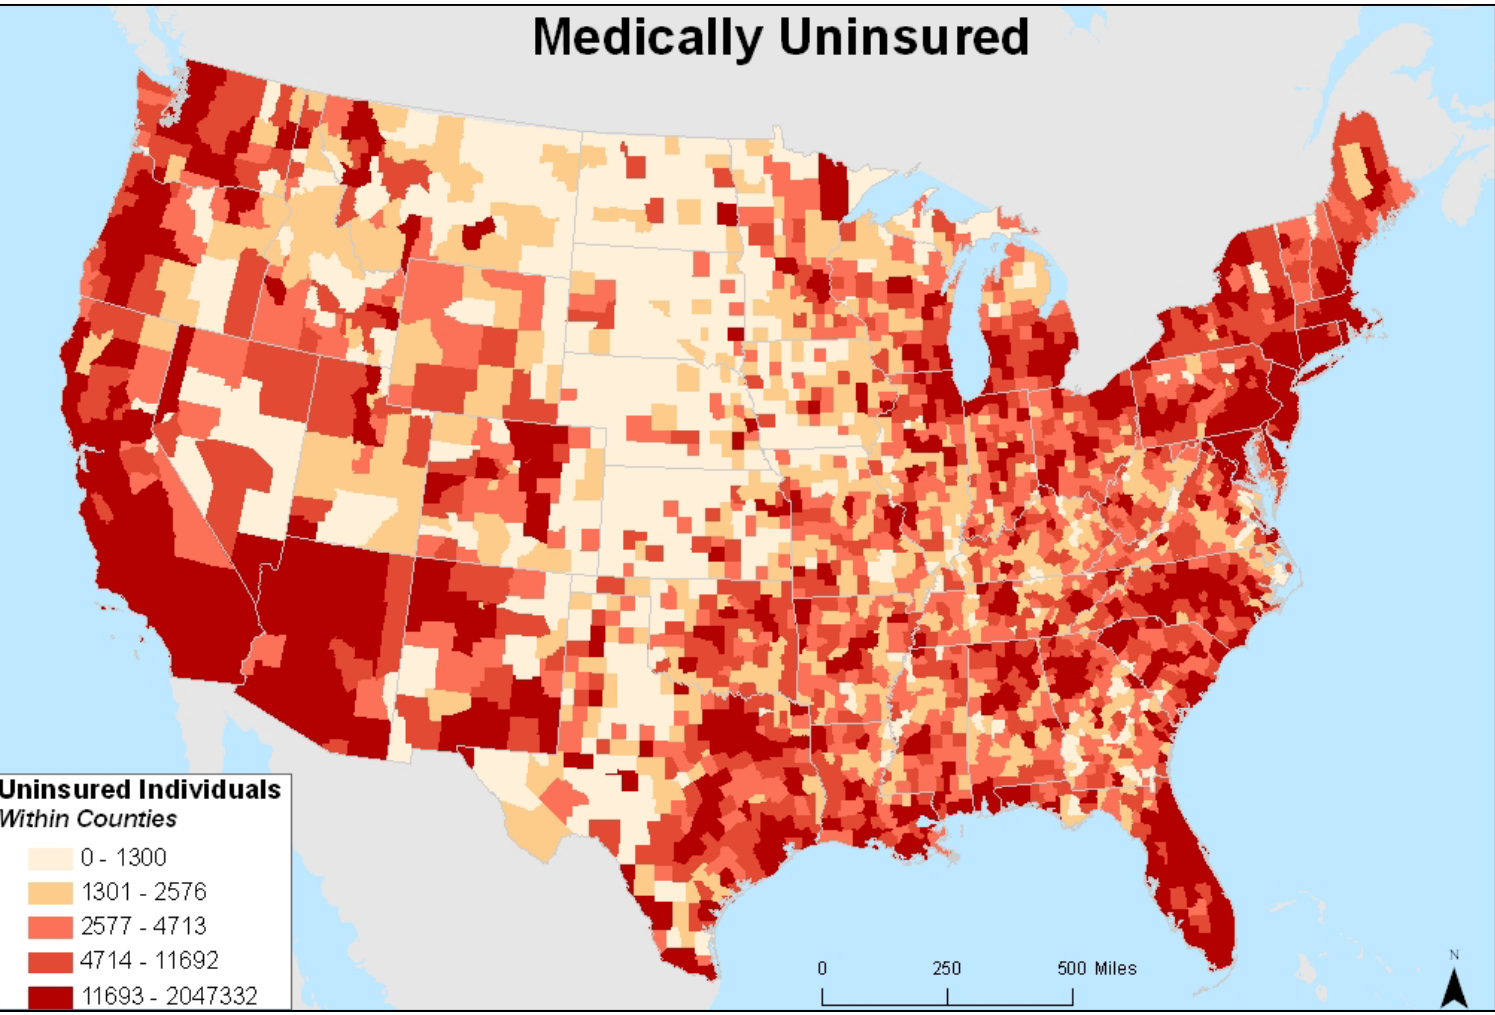 Medically Uninsured
Uninsured Individuals
Within Counties
0 - 1300
1301 - 2576
2577 - 4713
4714 - 11692
11693 - 2047332
0 250 500 Miles
N